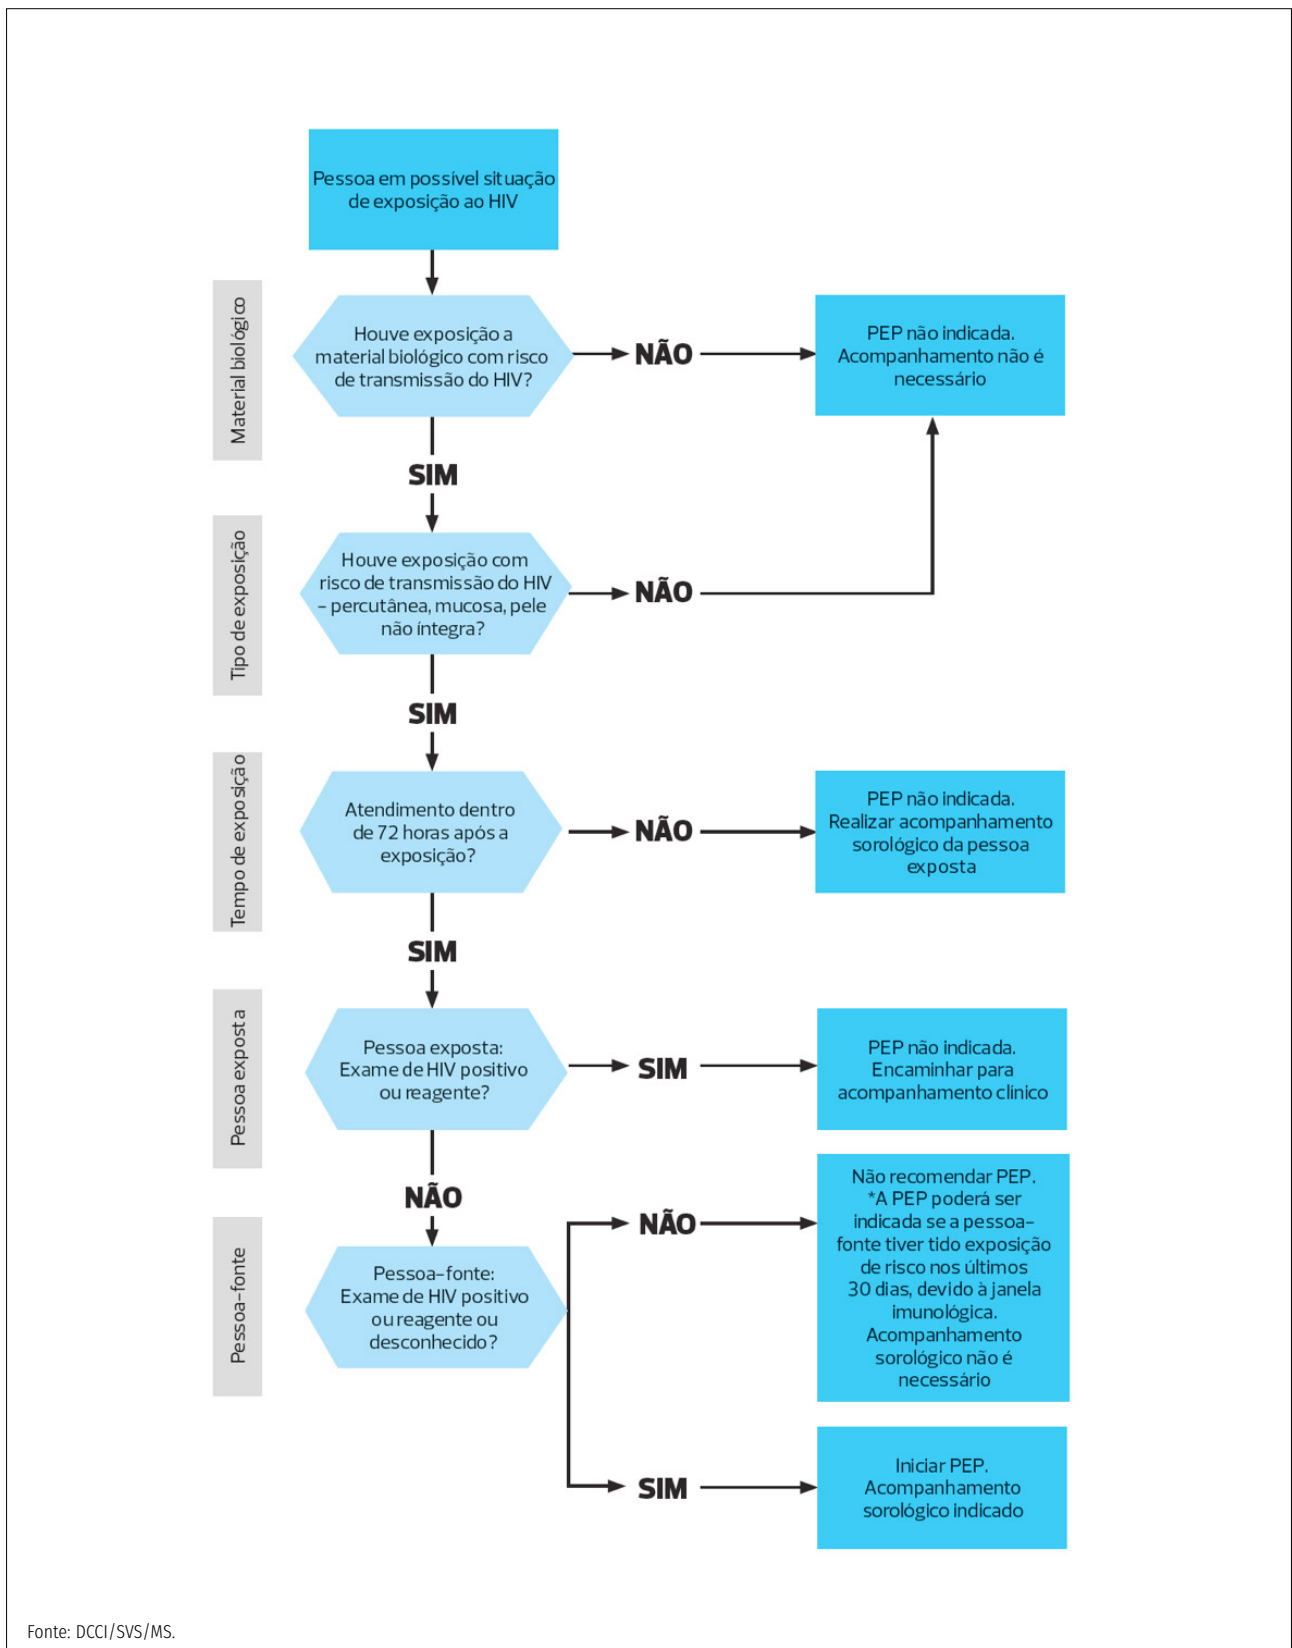 Pessoa em possível situação
de exposição ao HIV
Material biológico
Houve exposição a
material biológico com risco
de transmissão do HIV?
NÃO
PEP não indicada.
Acompanhamento não é
necessário
SIM
Tipo de exposição
Houve exposição com
risco de transmissão do HIV
– percutânea, mucosa, pele
não íntegra?
NÃO
SIM
Tempo de exposição
Atendimento dentro
de 72 horas após a
exposição?
NÃO
PEP não indicada.
Realizar acompanhamento
sorológico da pessoa
exposta
SIM
Pessoa exposta
Pessoa exposta:
Exame de HIV positivo
ou reagente?
SIM
PEP não indicada.
Encaminhar para
acompanhamento clínico
NÃO
Pessoa-fonte
Pessoa-fonte:
Exame de HIV positivo
ou reagente ou
desconhecido?
NÃO
Não recomendar PEP.
*A PEP poderá ser
indicada se a pessoa-
fonte tiver tido exposição
de risco nos últimos
30 dias, devido à janela
imunológica.
Acompanhamento
sorológico não é
necessário
SIM
Iniciar PEP.
Acompanhamento
sorológico indicado
Fonte: DCCI/SVS/MS.